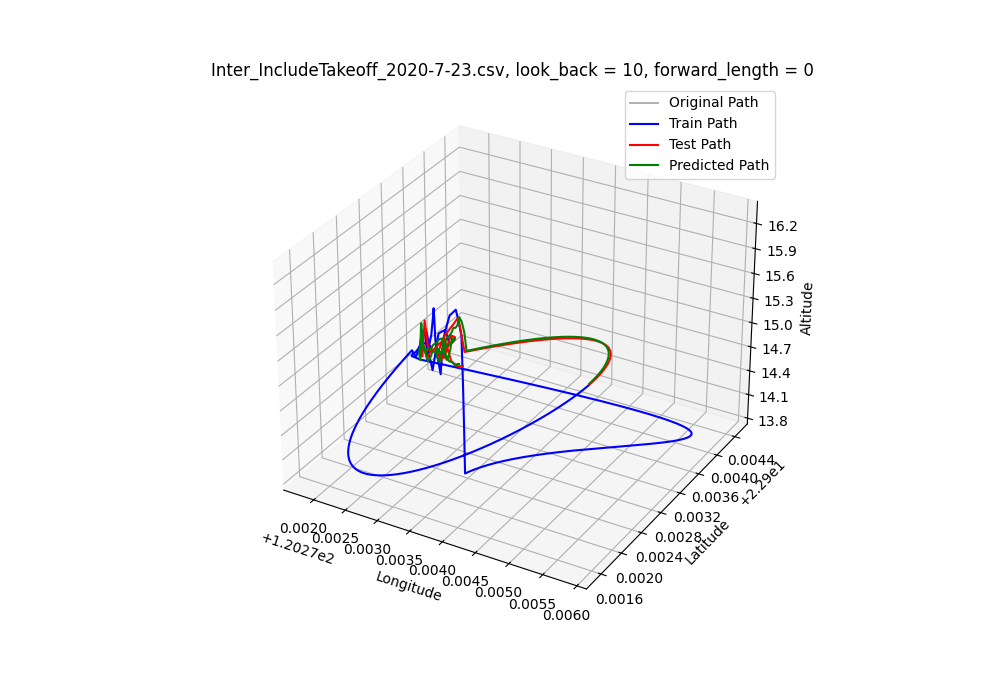 Inter_IncludeTakeoff_2020-7-23.csv, look_back = 10, forward_length = 0
Original Path
Train Path
Test Path
Predicted Path
16.2
15.9
15.6
15.3
15.0
14.7
14.4
14.1
13.8
Altitude
0.0044
0.0040
0.0036
0.0032
0.0028
0.0024
0.0020
0.0016
+2.29e1
Latitude
0.0020
0.0025
0.0030
0.0035
0.0040
0.0045
0.0050
0.0055
0.0060
+1.2027e2
Longitude